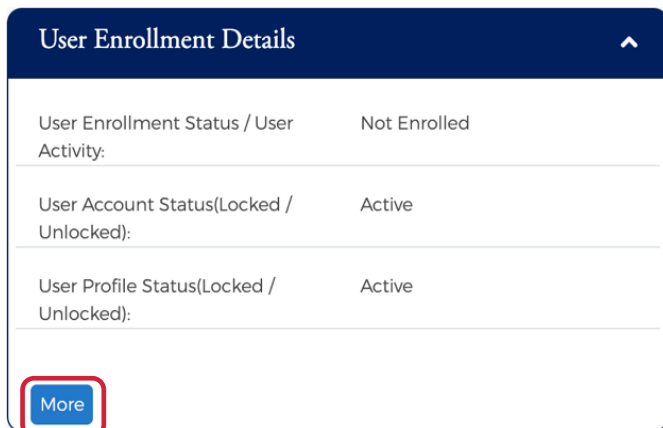 User Enrollment Details
User Enrollment Status / User
Activity:
Not Enrolled
User Account Status(Locked /
Unlocked):
Active
User Profile Status(Locked /
Unlocked):
Active
More